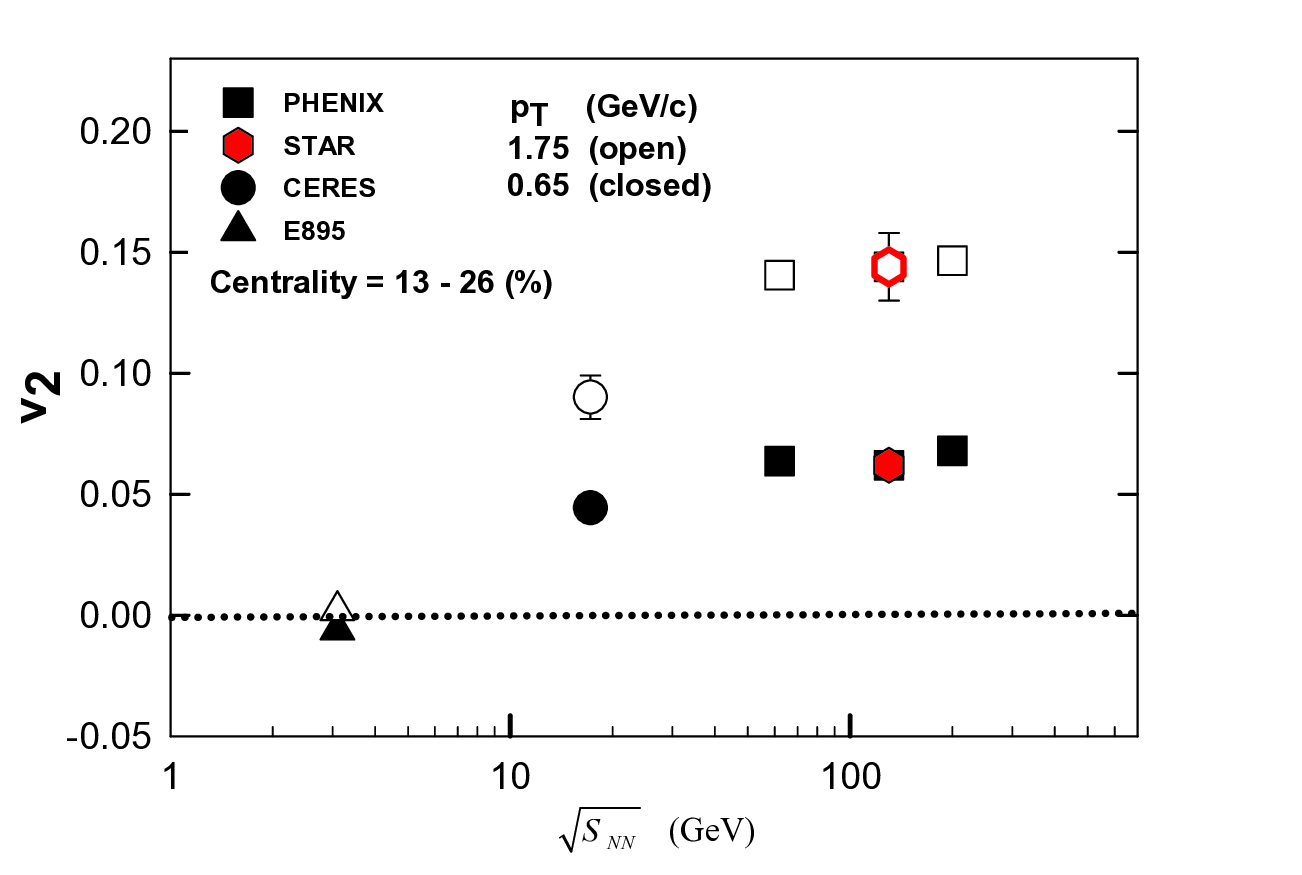 PHENIX
STAR
CERES
E895
pT (GeV/c)
1.75 (open)
0.65 (closed)
Centrality = 13 - 26 (%)
v2
0.20
0.15
0.10
0.05
0.00
-0.05
1 10 100
√S NN (GeV)